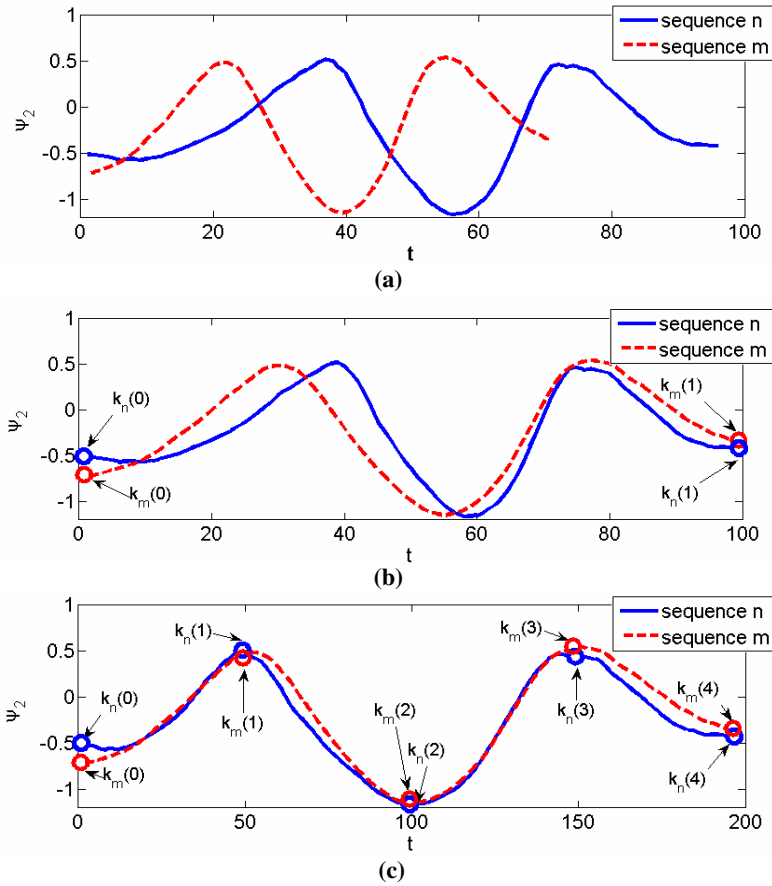 1
0.5
0
-0.5
-1
ψ2
0 20 40 60 80 100
t
sequence n
sequence m
(a)
1
0.5
0
-0.5
-1
ψ2
0 20 40 60 80 100
t
sequence n
sequence m
kn(0)
km(0)
km(1)
kn(1)
(b)
1
0.5
0
-0.5
-1
ψ2
0 50 100 150 200
t
sequence n
sequence m
kn(0)
km(0)
kn(1)
km(1)
km(2)
kn(2)
km(3)
kn(3)
km(4)
kn(4)
(c)